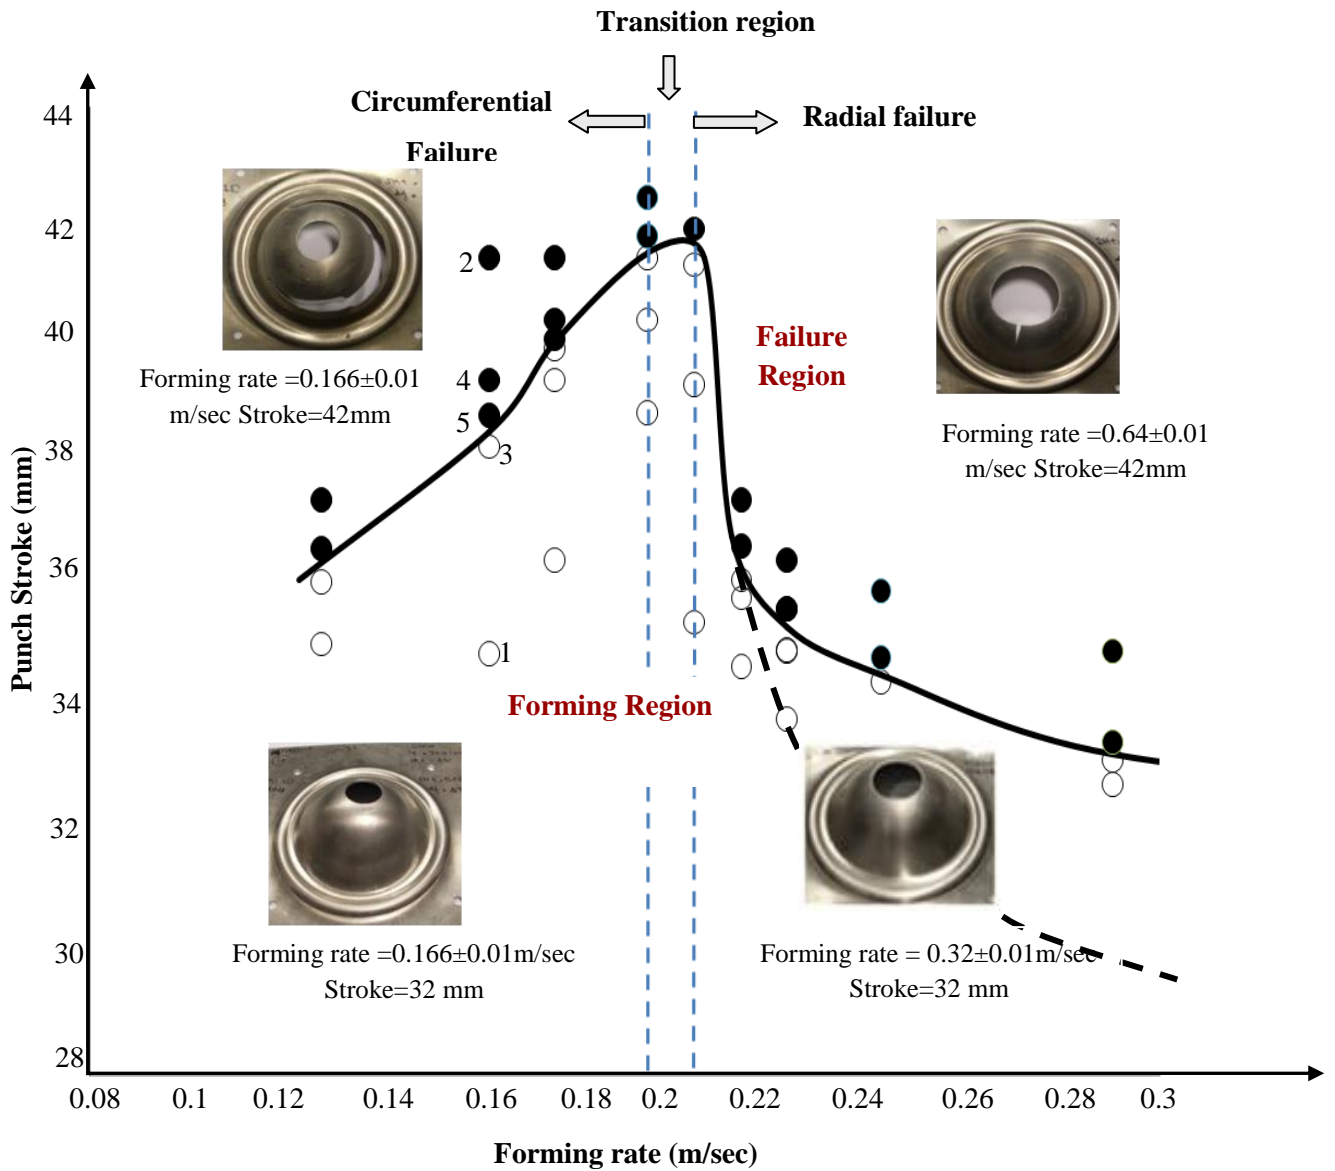 Transition region
Circumferential
Failure
Radial failure
44
42
40
38
36
34
32
30
28
Punch Stroke (mm)
2
4
5
3
1
Forming rate =0.166±0.01
m/sec Stroke=42mm
Failure
Region
Forming rate =0.64±0.01
m/sec Stroke=42mm
Forming Region
Forming rate =0.166±0.01m/sec
Stroke=32 mm
Forming rate = 0.32±0.01m/sec
Stroke=32 mm
0.08 0.1 0.12 0.14 0.16 0.18 0.2 0.22 0.24 0.26 0.28 0.3
Forming rate (m/sec)